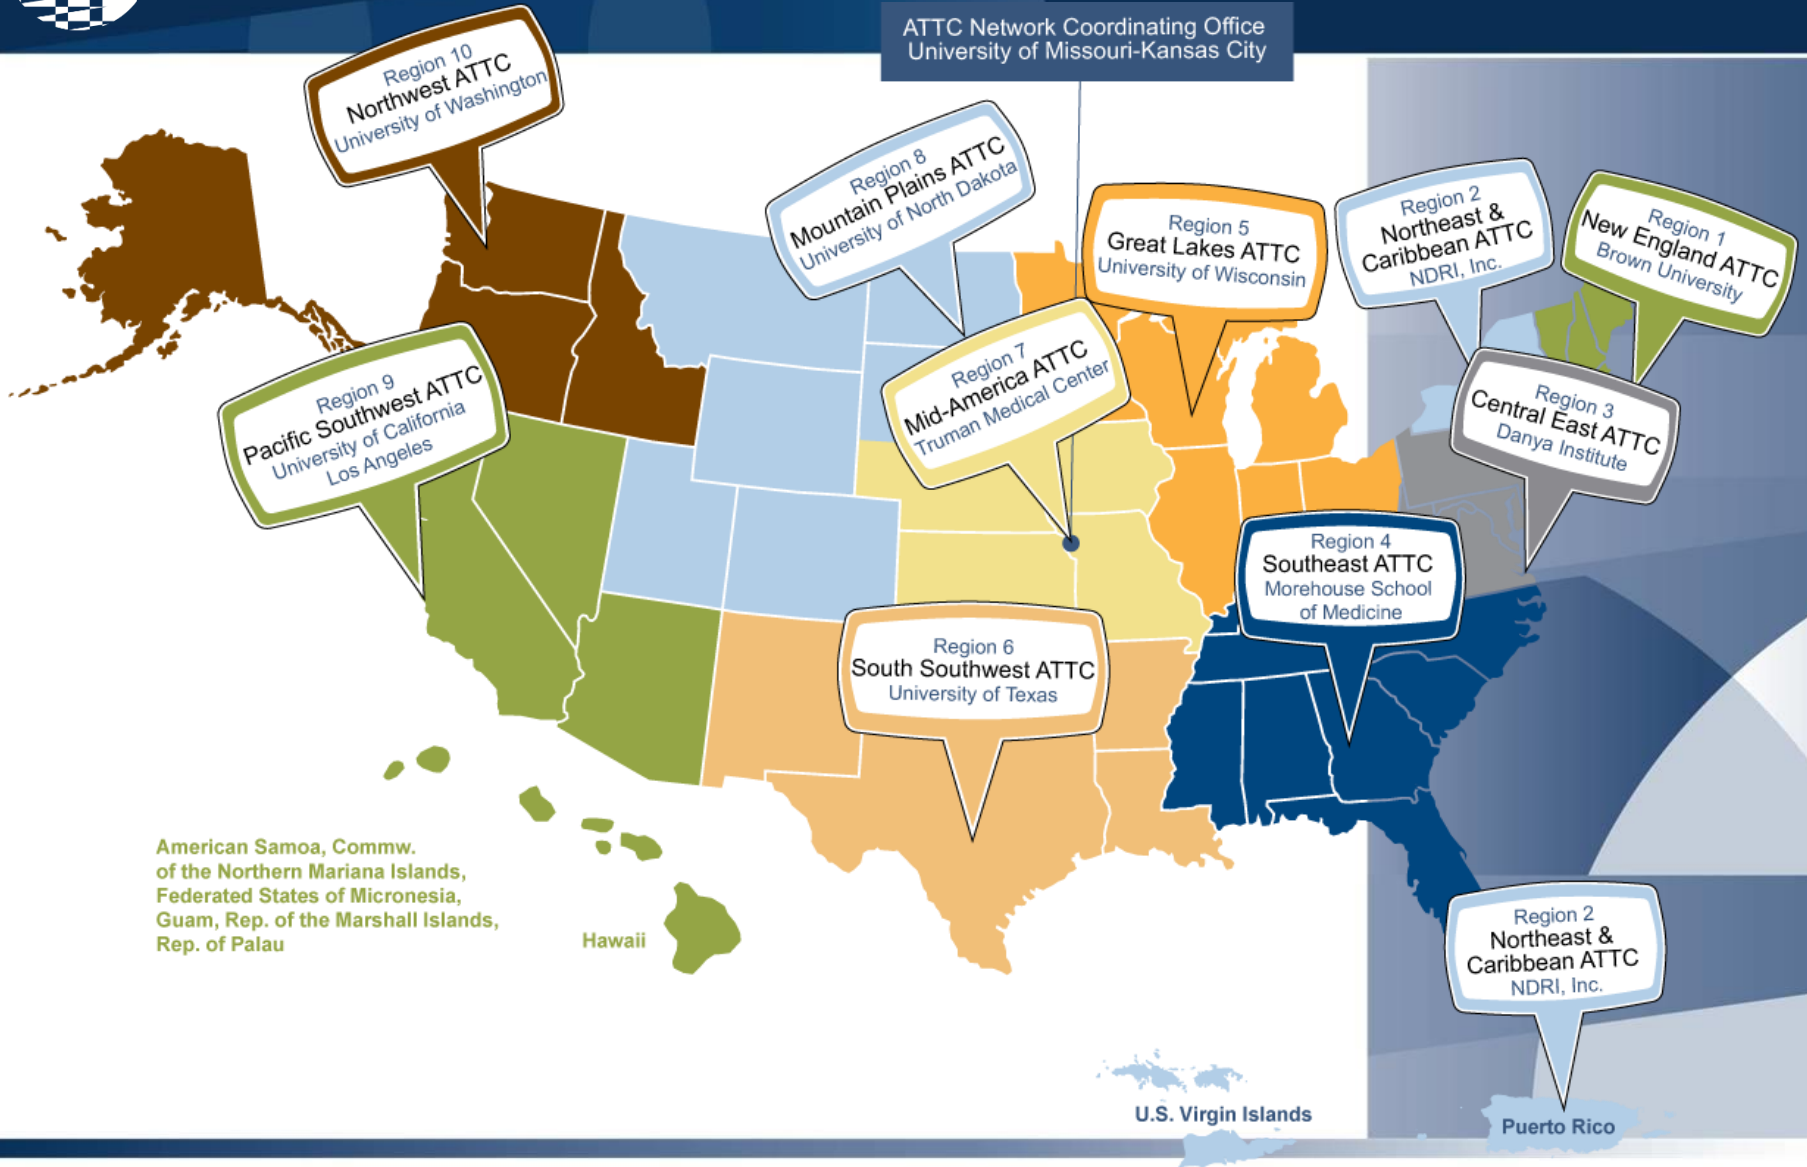 ATTC Network Coordinating Office
University of Missouri-Kansas City
Region 10
Northwest ATTC
University of Washington
Region 8
Mountain Plains ATTC
University of North Dakota
Region 5
Great Lakes ATTC
University of Wisconsin
Region 2
Northeast &
Caribbean ATTC
NDRI, Inc.
Region 1
New England ATTC
Brown University
Region 9
Pacific Southwest ATTC
University of California
Los Angeles
Region 7
Mid-America ATTC
Truman Medical Center
Region 3
Central East ATTC
Danya Institute
Region 4
Southeast ATTC
Morehouse School
of Medicine
Region 6
South Southwest ATTC
University of Texas
American Samoa, Commw.
of the Northern Mariana Islands,
Federated States of Micronesia,
Guam, Rep. of the Marshall Islands,
Rep. of Palau
Hawaii
Region 2
Northeast &
Caribbean ATTC
NDRI, Inc.
U.S. Virgin Islands
Puerto Rico